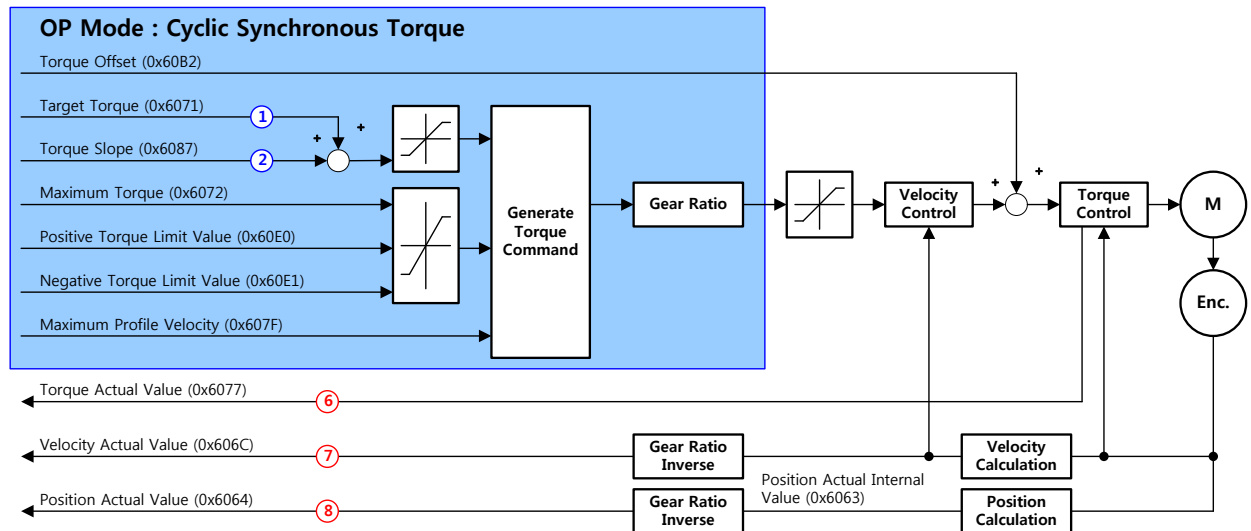 OP Mode : Cyclic Synchronous Torque
Torque Offset (0x60B2)
Target Torque (0x6071)
1
+
+
Torque Slope (0x6087)
2
Maximum Torque (0x6072)
Positive Torque Limit Value (0x60E0)
Negative Torque Limit Value (0x60E1)
Maximum Profile Velocity (0x607F)
Generate
Torque
Command
Gear Ratio
Velocity
Control
+
+
Torque
Control
M
Enc.
Torque Actual Value (0x6077)
6
Velocity Actual Value (0x606C)
7
Gear Ratio
Inverse
Velocity
Calculation
Position Actual Internal
Value (0x6063)
Position Actual Value (0x6064)
8
Gear Ratio
Inverse
Position
Calculation